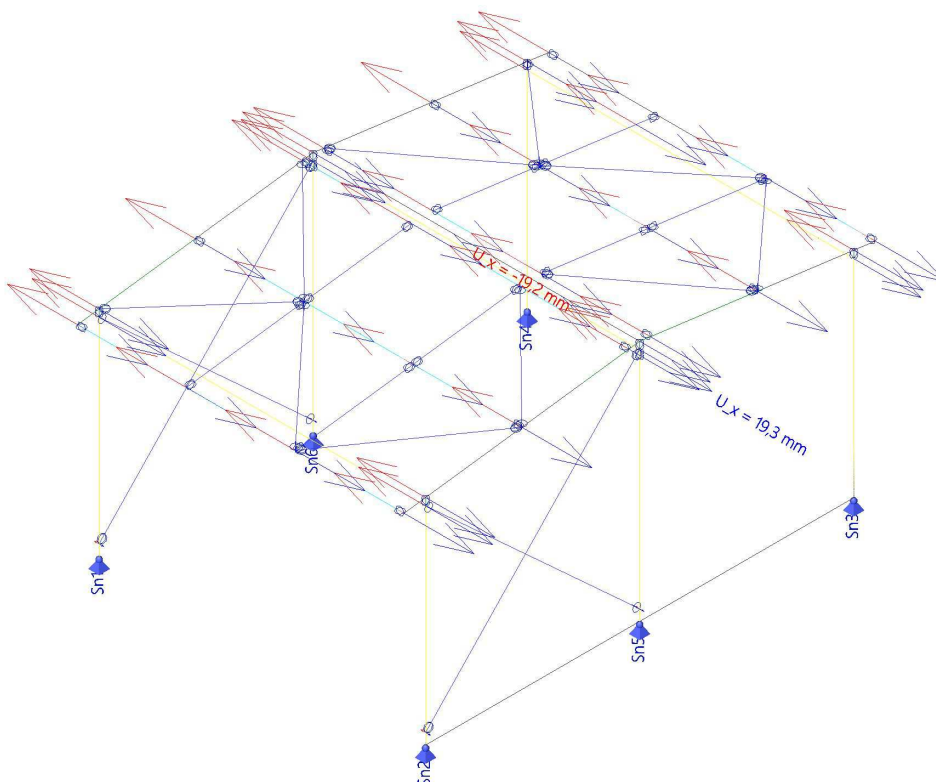 U_x = -19,2 mm
Sn4
U_x = 19,3 mm
Sn6
Sn3
Sn1
Sn5
Sn2